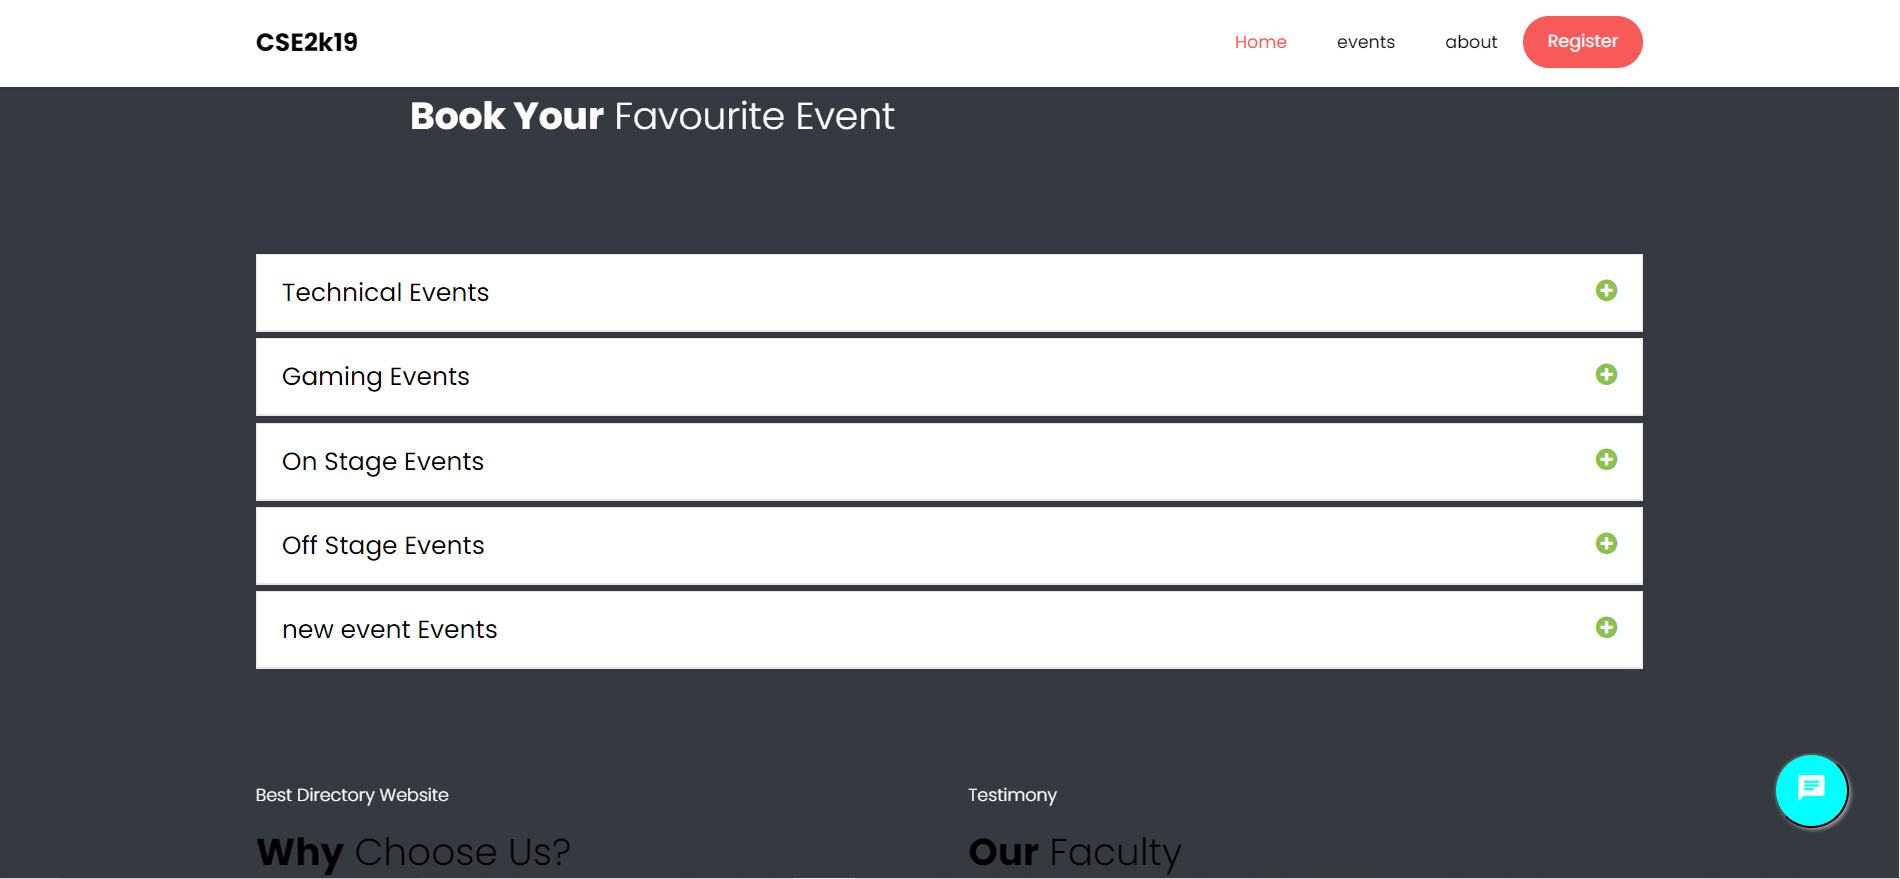 CSE2k19
Home events about Register
Book Your Favourite Event
Technical Events
Gaming Events
On Stage Events
Off Stage Events
new event Events
Best Directory Website
Why Choose Us?
Testimony
Our Faculty